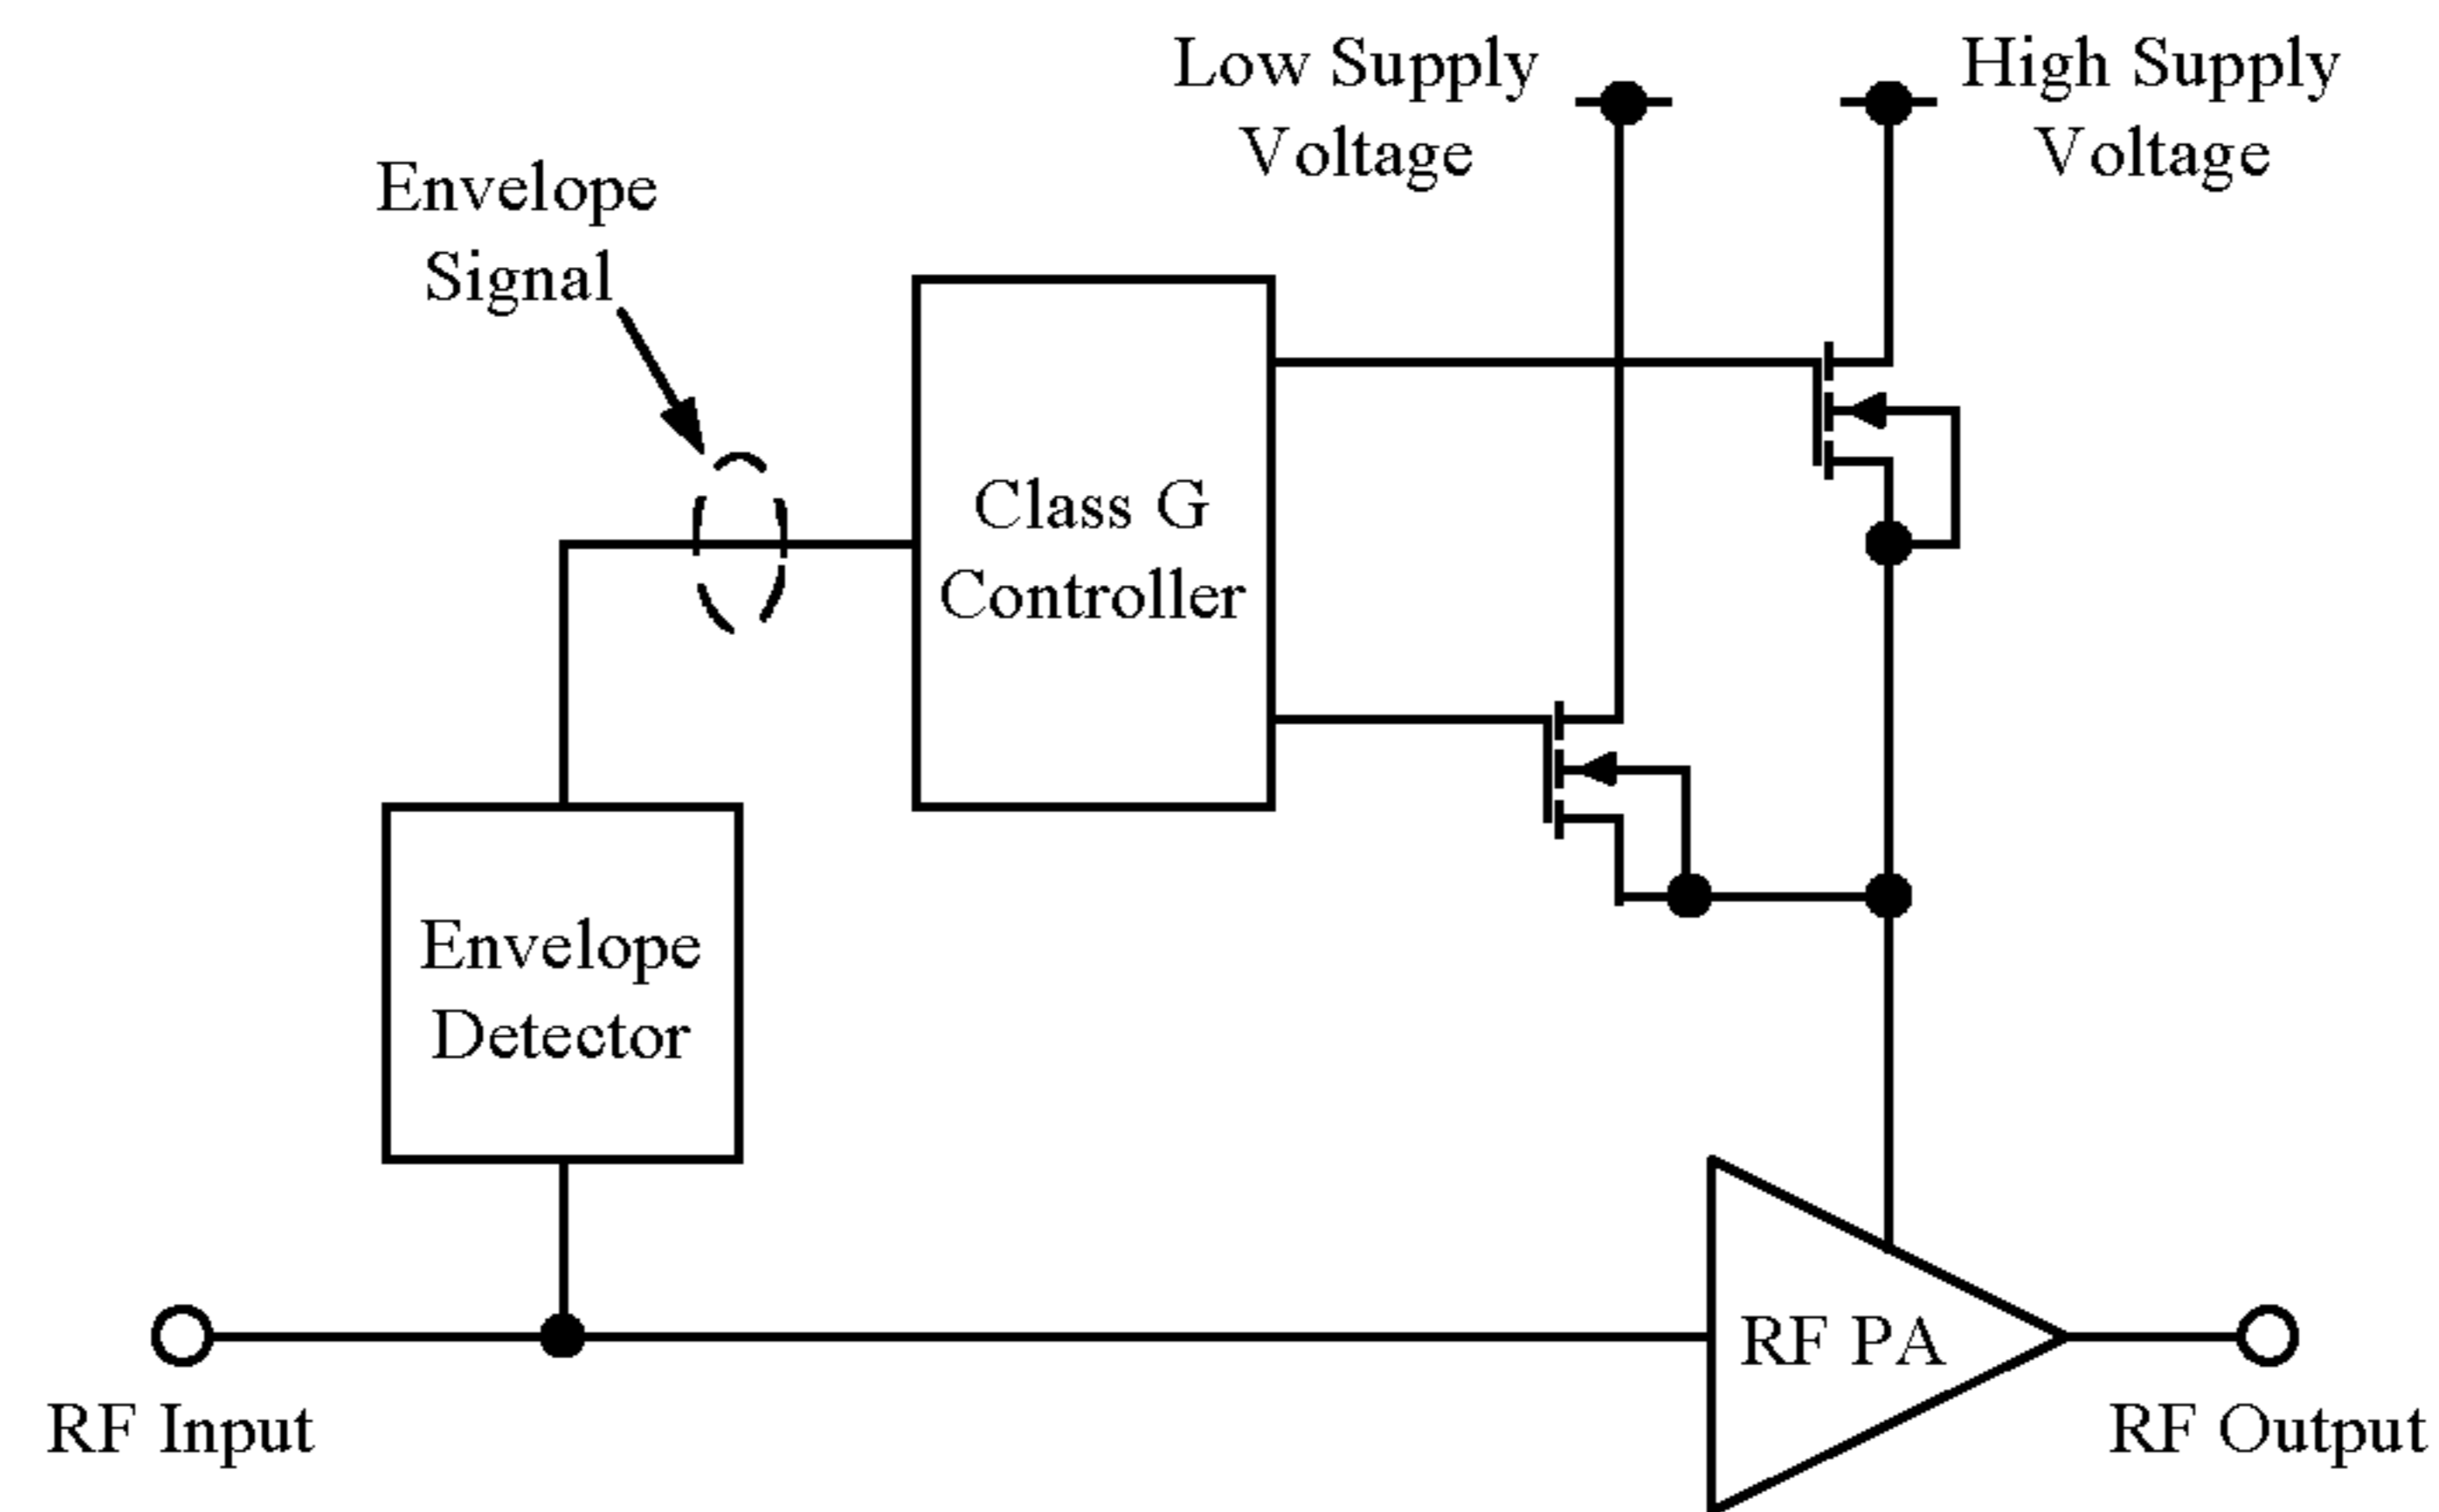 Low Supply
Voltage
High Supply
Voltage
Envelope
Signal
Class G
Controller
Envelope
Detector
RF PA
RF Input
RF Output